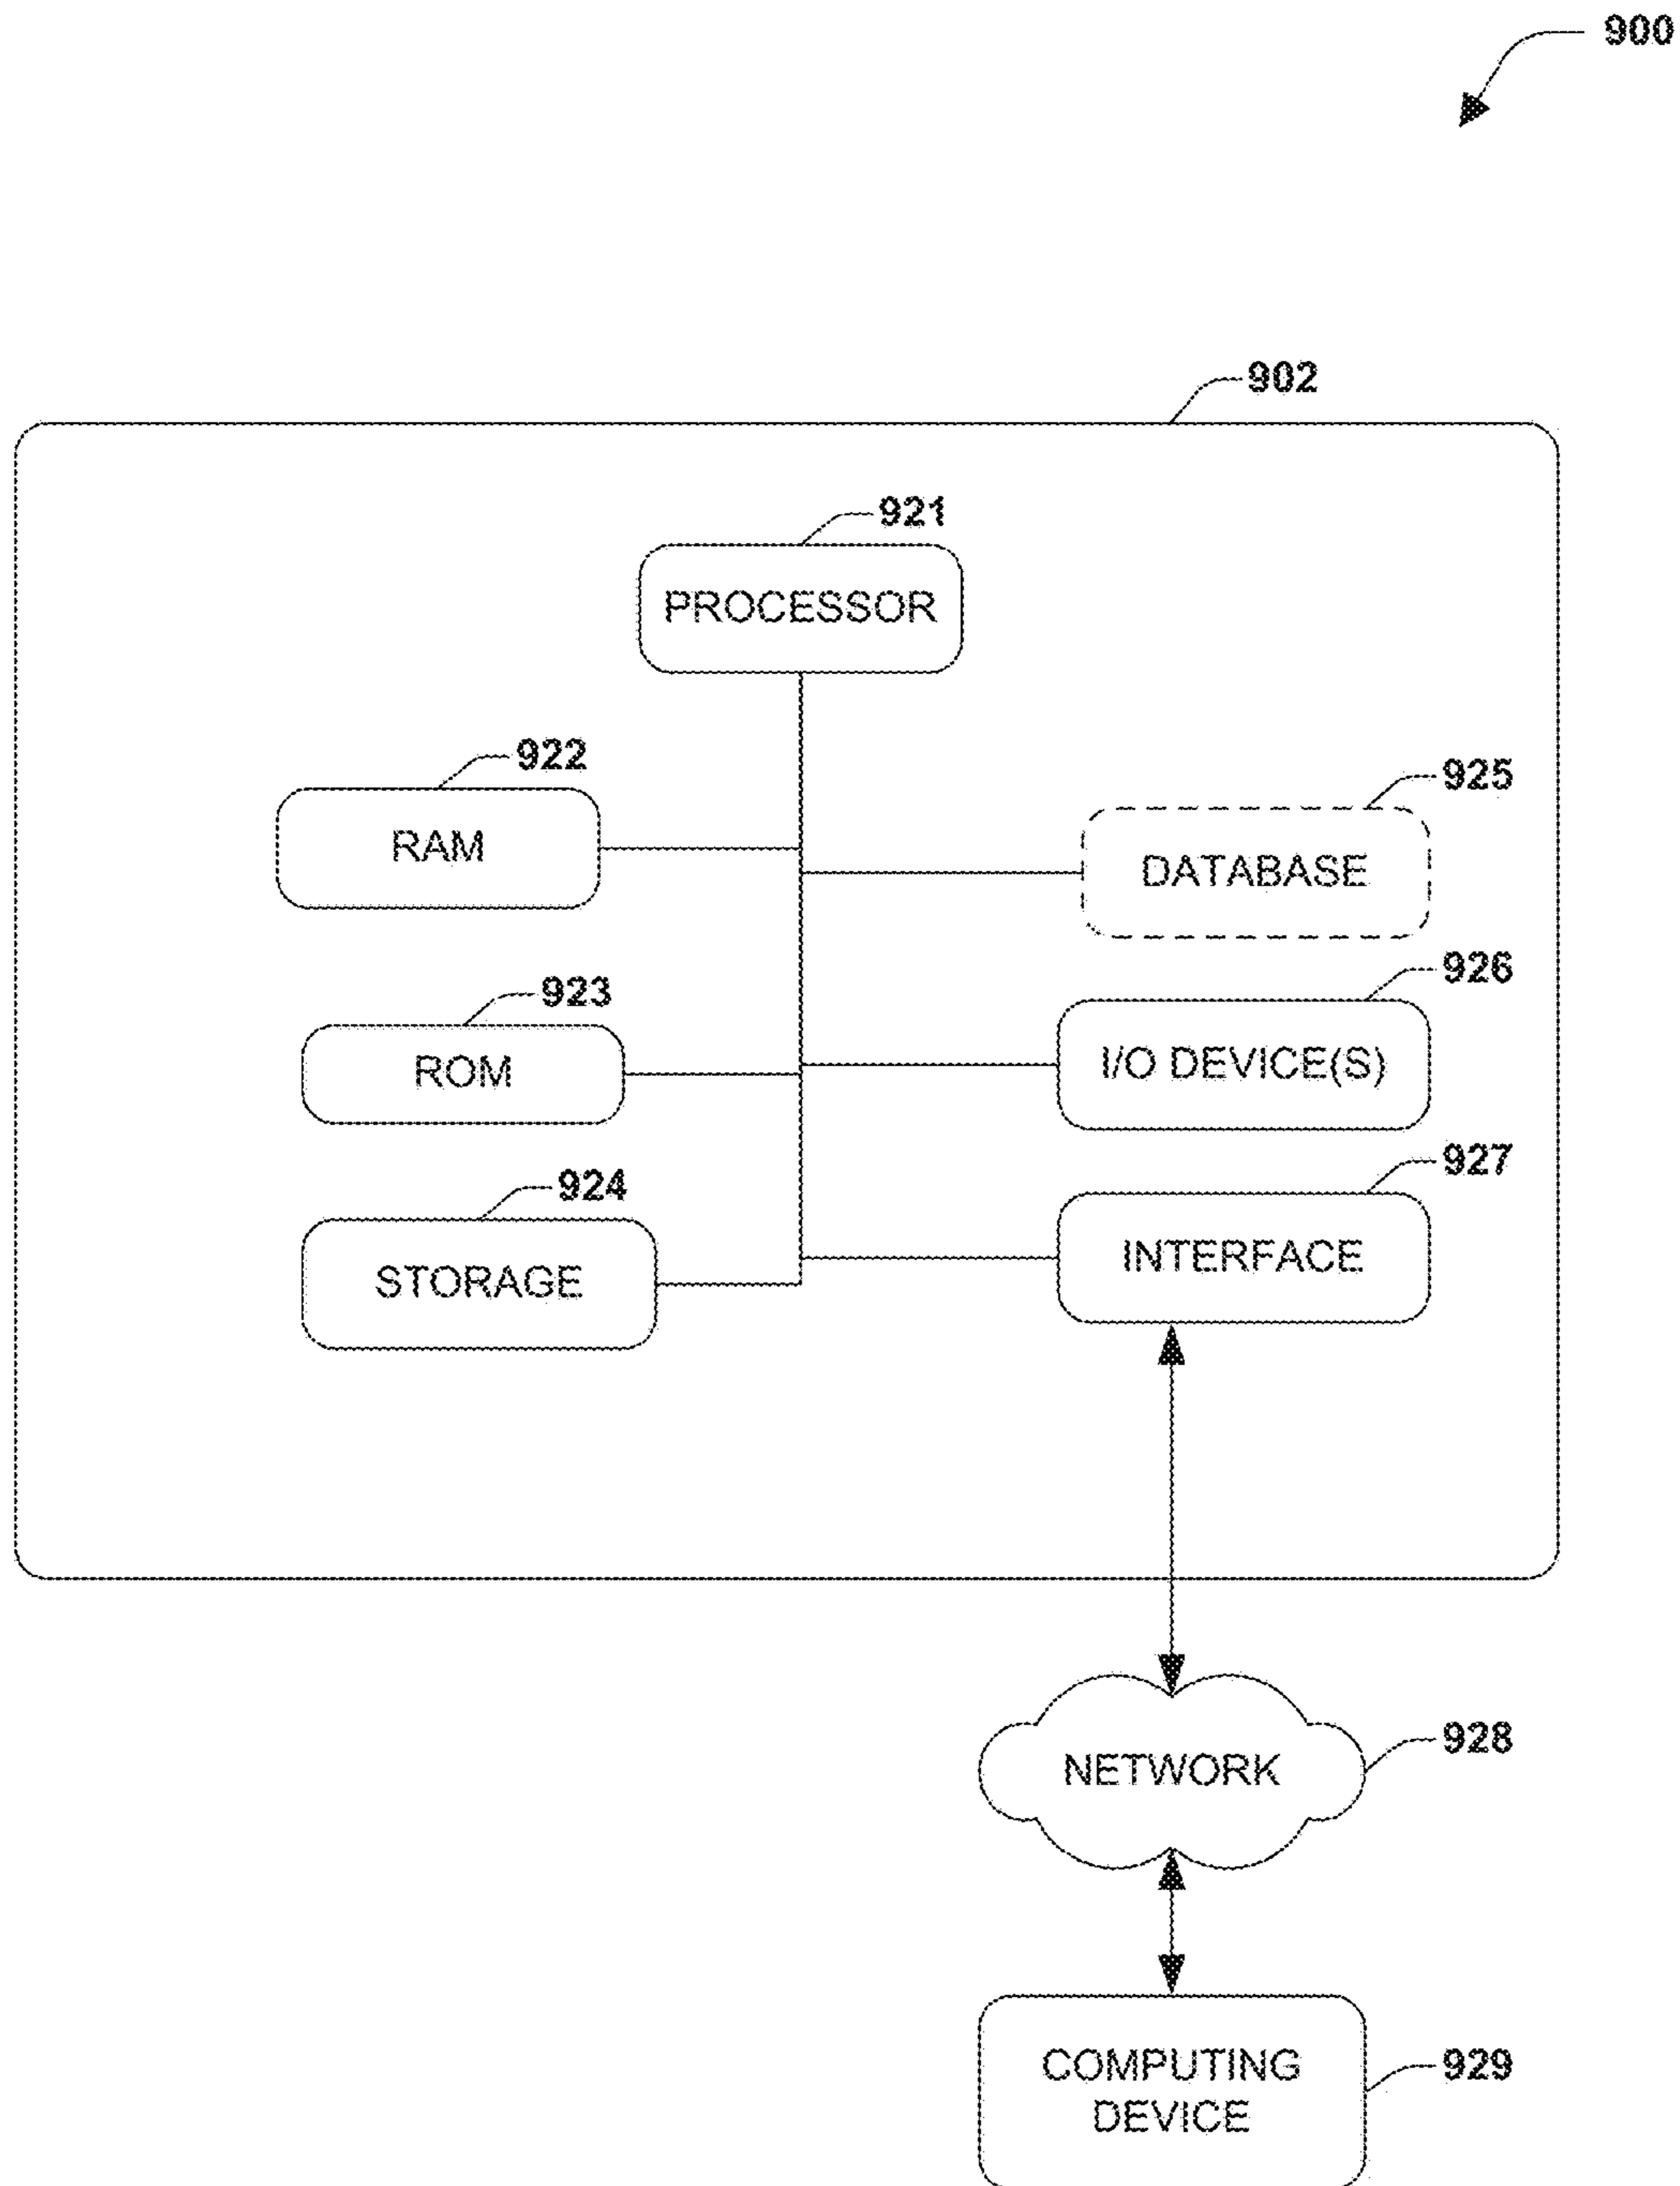 900
902
921
PROCESSOR
922
RAM
925
DATABASE
923
ROM
926
I/O DEVICE(S)
924
STORAGE
927
INTERFACE
928
NETWORK
929
COMPUTING
DEVICE